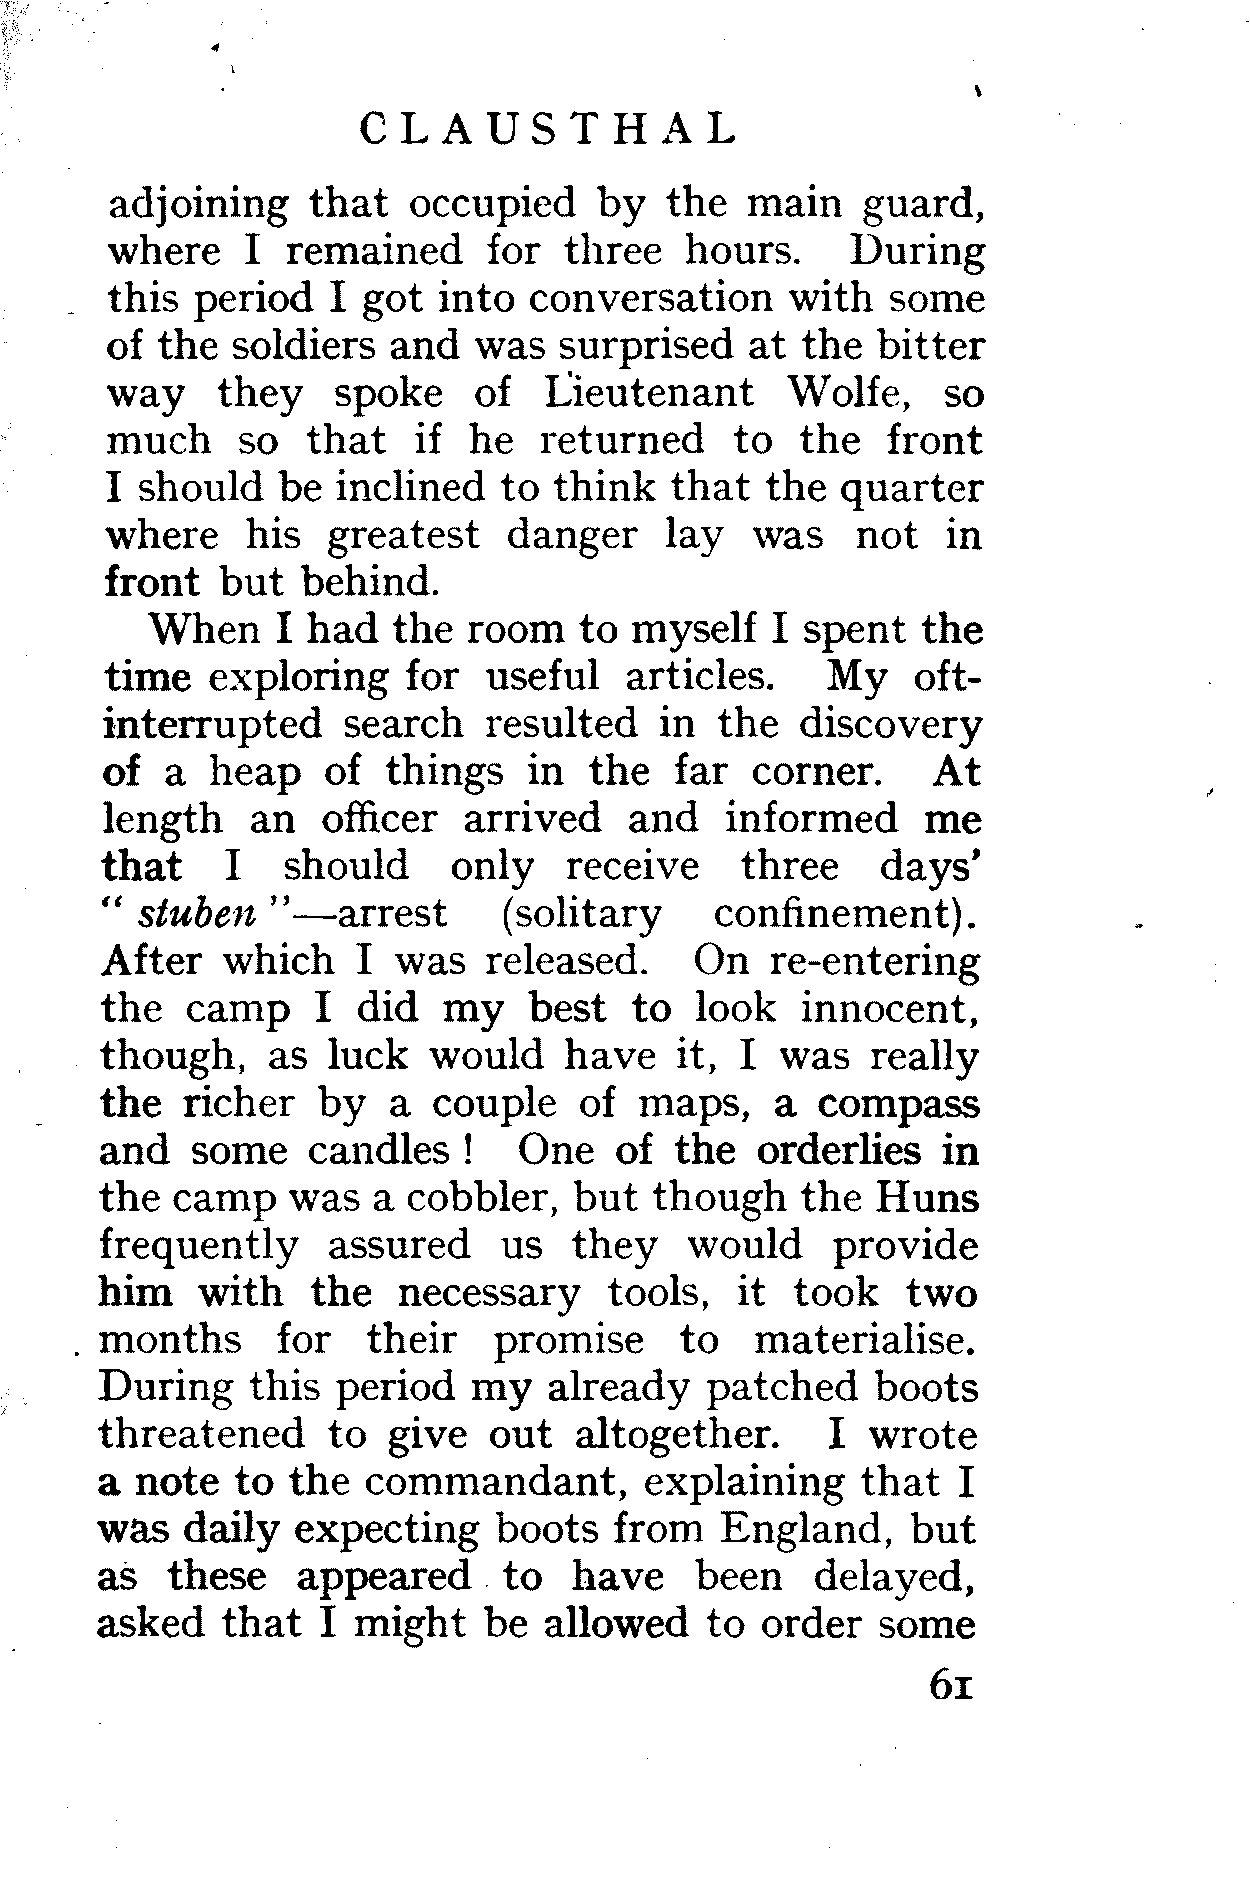 CLAUSTHAL
adjoining that occupied by the main guard,
where I remained for three hours. During
this period I got into conversation with some
of the soldiers and was surprised at the bitter
way they spoke of Lieutenant Wolfe, so
much so that if he returned to the front
I should be inclined to think that the quarter
where his greatest danger lay was not in
front but behind.
When I had the room to myself I spent the
time exploring for useful articles. My oft-
interrupted search resulted in the discovery
of a heap of things in the far corner. At
length an officer arrived and informed me
that I should only receive three days'
“ stuben ”—arrest (solitary confinement).
After which I was released. On re-entering
the camp I did my best to look innocent,
though, as luck would have it, I was really
the richer by a couple of maps, a compass
and some candles ! One of the orderlies in
the camp was a cobbler, but though the Huns
frequently assured us they would provide
him with the necessary tools, it took two
months for their promise to materialise.
During this period my already patched boots
threatened to give out altogether. I wrote
a note to the commandant, explaining that I
was daily expecting boots from England, but
as these appeared to have been delayed,
asked that I might be allowed to order some
61